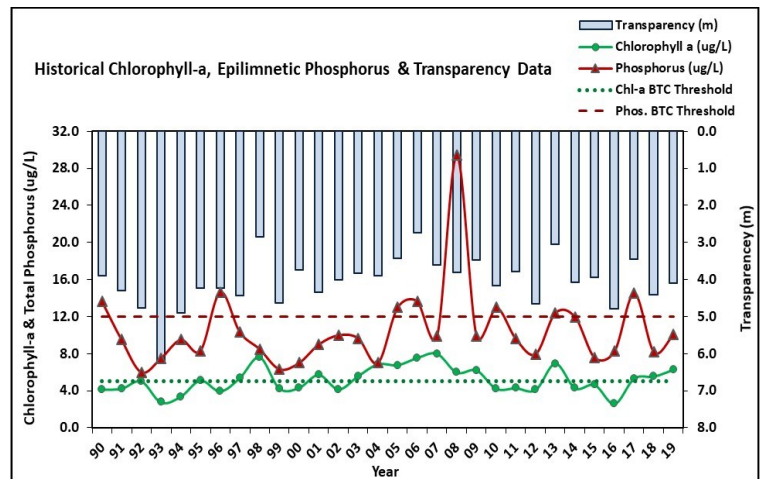 Transparency (m)
Chlorophyll a (ug/L)
Phosphorus (ug/L)
Chl-a BTC Threshold
Phos. BTC Threshold
Historical Chlorophyll-a, Epilimnetic Phosphorus & Transparency Data
Chlorophyll-a & Total Phosphorus (ug/L)
32.0
28.0
24.0
20.0
16.0
12.0
8.0
4.0
0.0
0.0
1.0
2.0
3.0
4.0
5.0
6.0
7.0
8.0
Transparencey (m)
90 91 92 93 94 95 96 97 98 99 00 01 02 03 04 05 06 07 08 09 10 11 12 13 14 15 16 17 18 19
Year